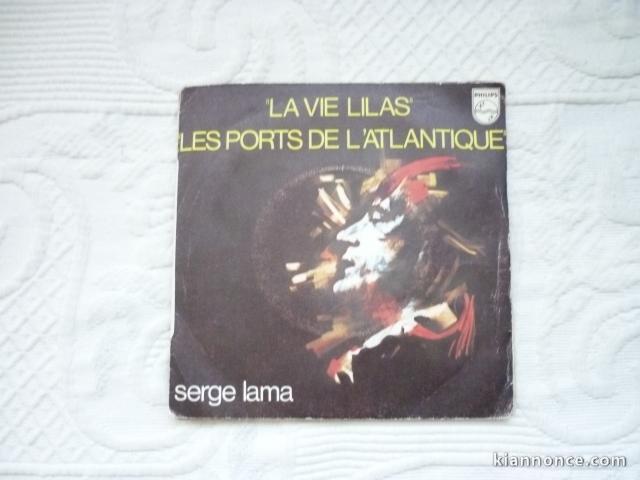 "LA VIE LILAS"
PHILIPS
"LES PORTS DE L'ATLANTIQUE"
serge lama
kiannonce.com